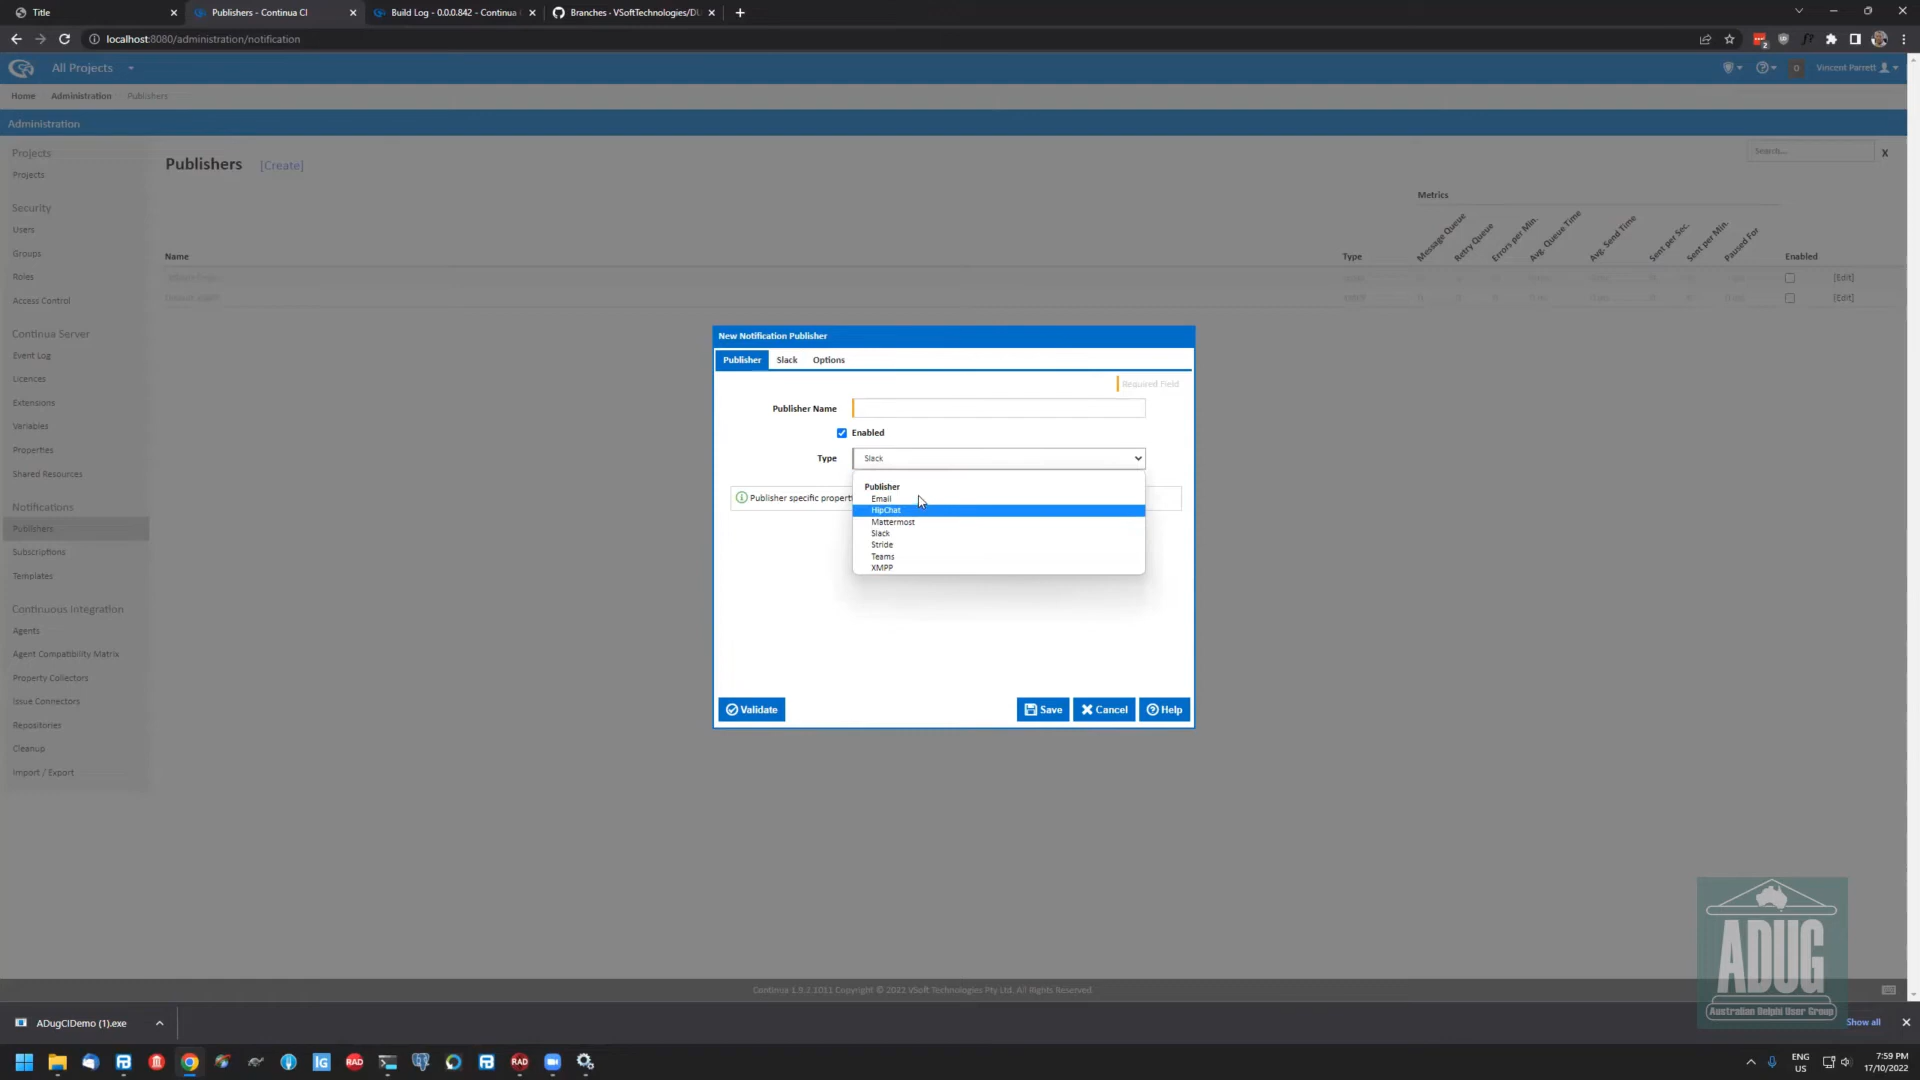 Title
Publishers - Continua CI
Build Log - 0.0.0.842 - Continua
Branches - VSoftTechnologies/DU
localhost:8080/administration/notification
All Projects
0
Vincent Parrett
Home
Administration
Publishers
Administration
Projects
Projects
Security
Users
Groups
Roles
Access Control
Continua Server
Event Log
Licences
Extensions
Variables
Properties
Shared Resources
Notifications
Publishers
Subscriptions
Templates
Continuous Integration
Agents
Agent Compatibility Matrix
Property Collectors
Issue Connectors
Repositories
Cleanup
Import / Export
Publishers [Create]
Search...
X
Metrics
Name
Type
Message Queue
Retry Queue
Errors per Min.
Avg. Queue Time
Avg. Send Time
Sent per Sec.
Sent per Min.
Paused For
Enabled
[Edit]
[Edit]
New Notification Publisher
Publisher Slack Options
Required Field
Publisher Name
Enabled
Type
Slack
Publisher specific propert
Publisher
Email
HipChat
Mattermost
Slack
Stride
Teams
XMPP
Validate
Save
Cancel
Help
Continua 1.9.2.1011 Copyright © 2022 VSoft Technologies Pty Ltd. All Rights Reserved.
ADUG
Australian Delphi User Group
ADugCIDemo (1).exe
Show all
IG
RAD
RAD
ENG
US
7:59 PM
17/10/2022